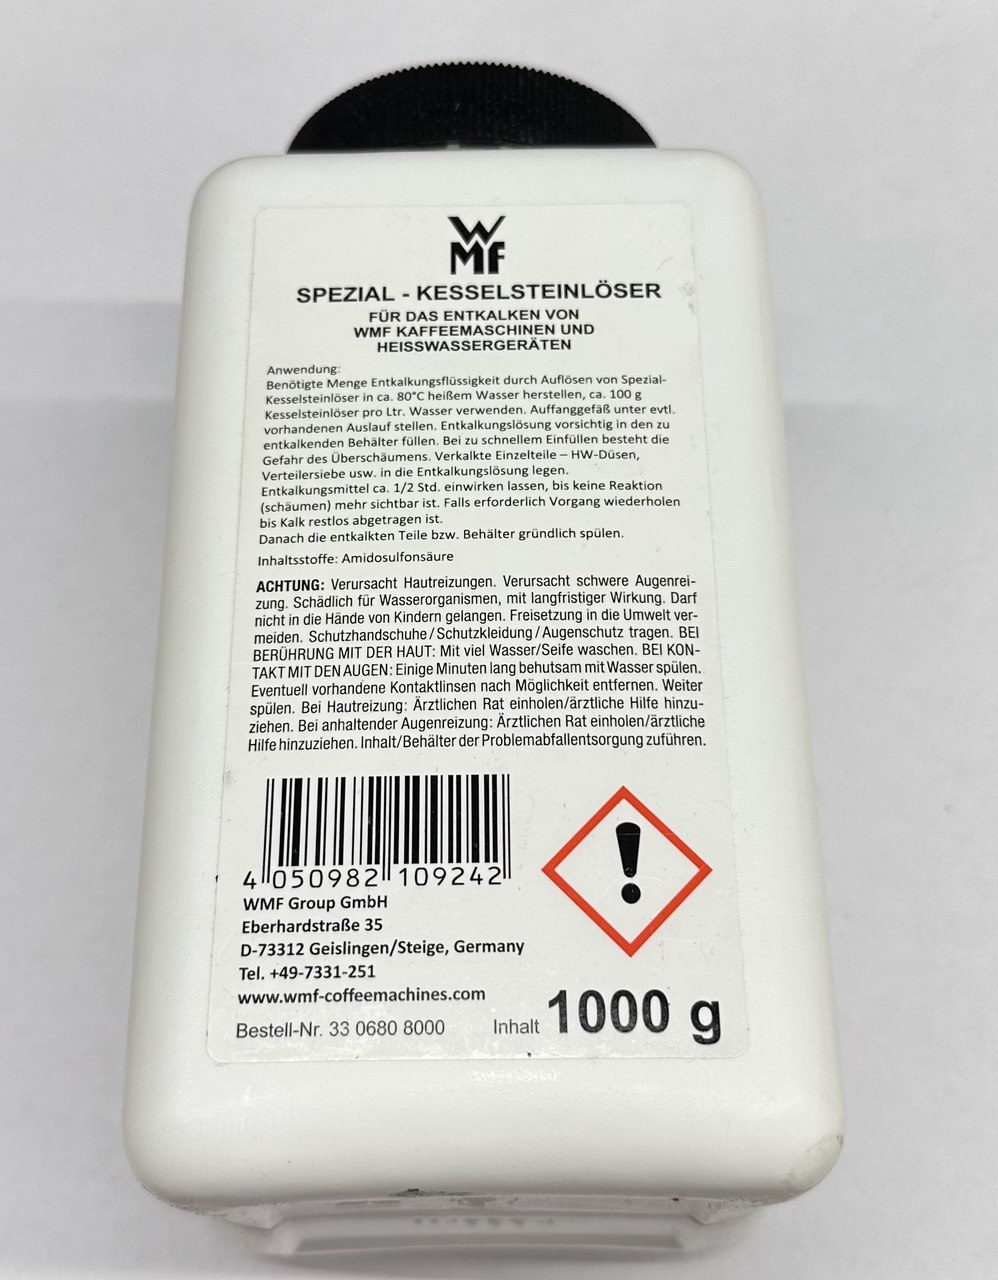 WMF
SPEZIAL - KESSELSTEINLÖSER
FÜR DAS ENTKALKEN VON
WMF KAFFEEMASCHINEN UND
HEISSWASSERGERÄTEN
Anwendung:
Benötigte Menge Entkalkungsflüssigkeit durch Auflösen von Spezial-
Kesselsteinlöser in ca. 80°C heißem Wasser herstellen, ca. 100 g
Kesselsteinlöser pro Ltr. Wasser verwenden. Auffanggefäß unter evtl.
vorhandenen Auslauf stellen. Entkalkungslösung vorsichtig in den zu
entkalkenden Behälter füllen. Bei zu schnellem Einfüllen besteht die
Gefahr des Überschäumens. Verkalkte Einzelteile – HW-Düsen,
Verteilersiebe usw. in die Entkalkungslösung legen.
Entkalkungsmittel ca. 1/2 Std. einwirken lassen, bis keine Reaktion
(schäumen) mehr sichtbar ist. Falls erforderlich Vorgang wiederholen
bis Kalk restlos abgetragen ist.
Danach die entkalkten Teile bzw. Behälter gründlich spülen.
Inhaltsstoffe: Amidosulfonsäure
ACHTUNG: Verursacht Hautreizungen. Verursacht schwere Augenrei-
zung. Schädlich für Wasserorganismen, mit langfristiger Wirkung. Darf
nicht in die Hände von Kindern gelangen. Freisetzung in die Umwelt ver-
meiden. Schutzhandschuhe/Schutzkleidung/Augenschutz tragen. BEI
BERÜHRUNG MIT DER HAUT: Mit viel Wasser/Seife waschen. BEI KON-
TAKT MIT DEN AUGEN: Einige Minuten lang behutsam mit Wasser spülen.
Eventuell vorhandene Kontaktlinsen nach Möglichkeit entfernen. Weiter
spülen. Bei Hautreizung: Ärztlichen Rat einholen/ärztliche Hilfe hinzu-
ziehen. Bei anhaltender Augenreizung: Ärztlichen Rat einholen/ärztliche
Hilfe hinzuziehen. Inhalt/Behälter der Problemabfallentsorgung zuführen.
4 050982 109242
WMF Group GmbH
Eberhardstraße 35
D-73312 Geislingen/Steige, Germany
Tel. +49-7331-251
www.wmf-coffeemachines.com
Bestell-Nr. 33 0680 8000 Inhalt 1000 g